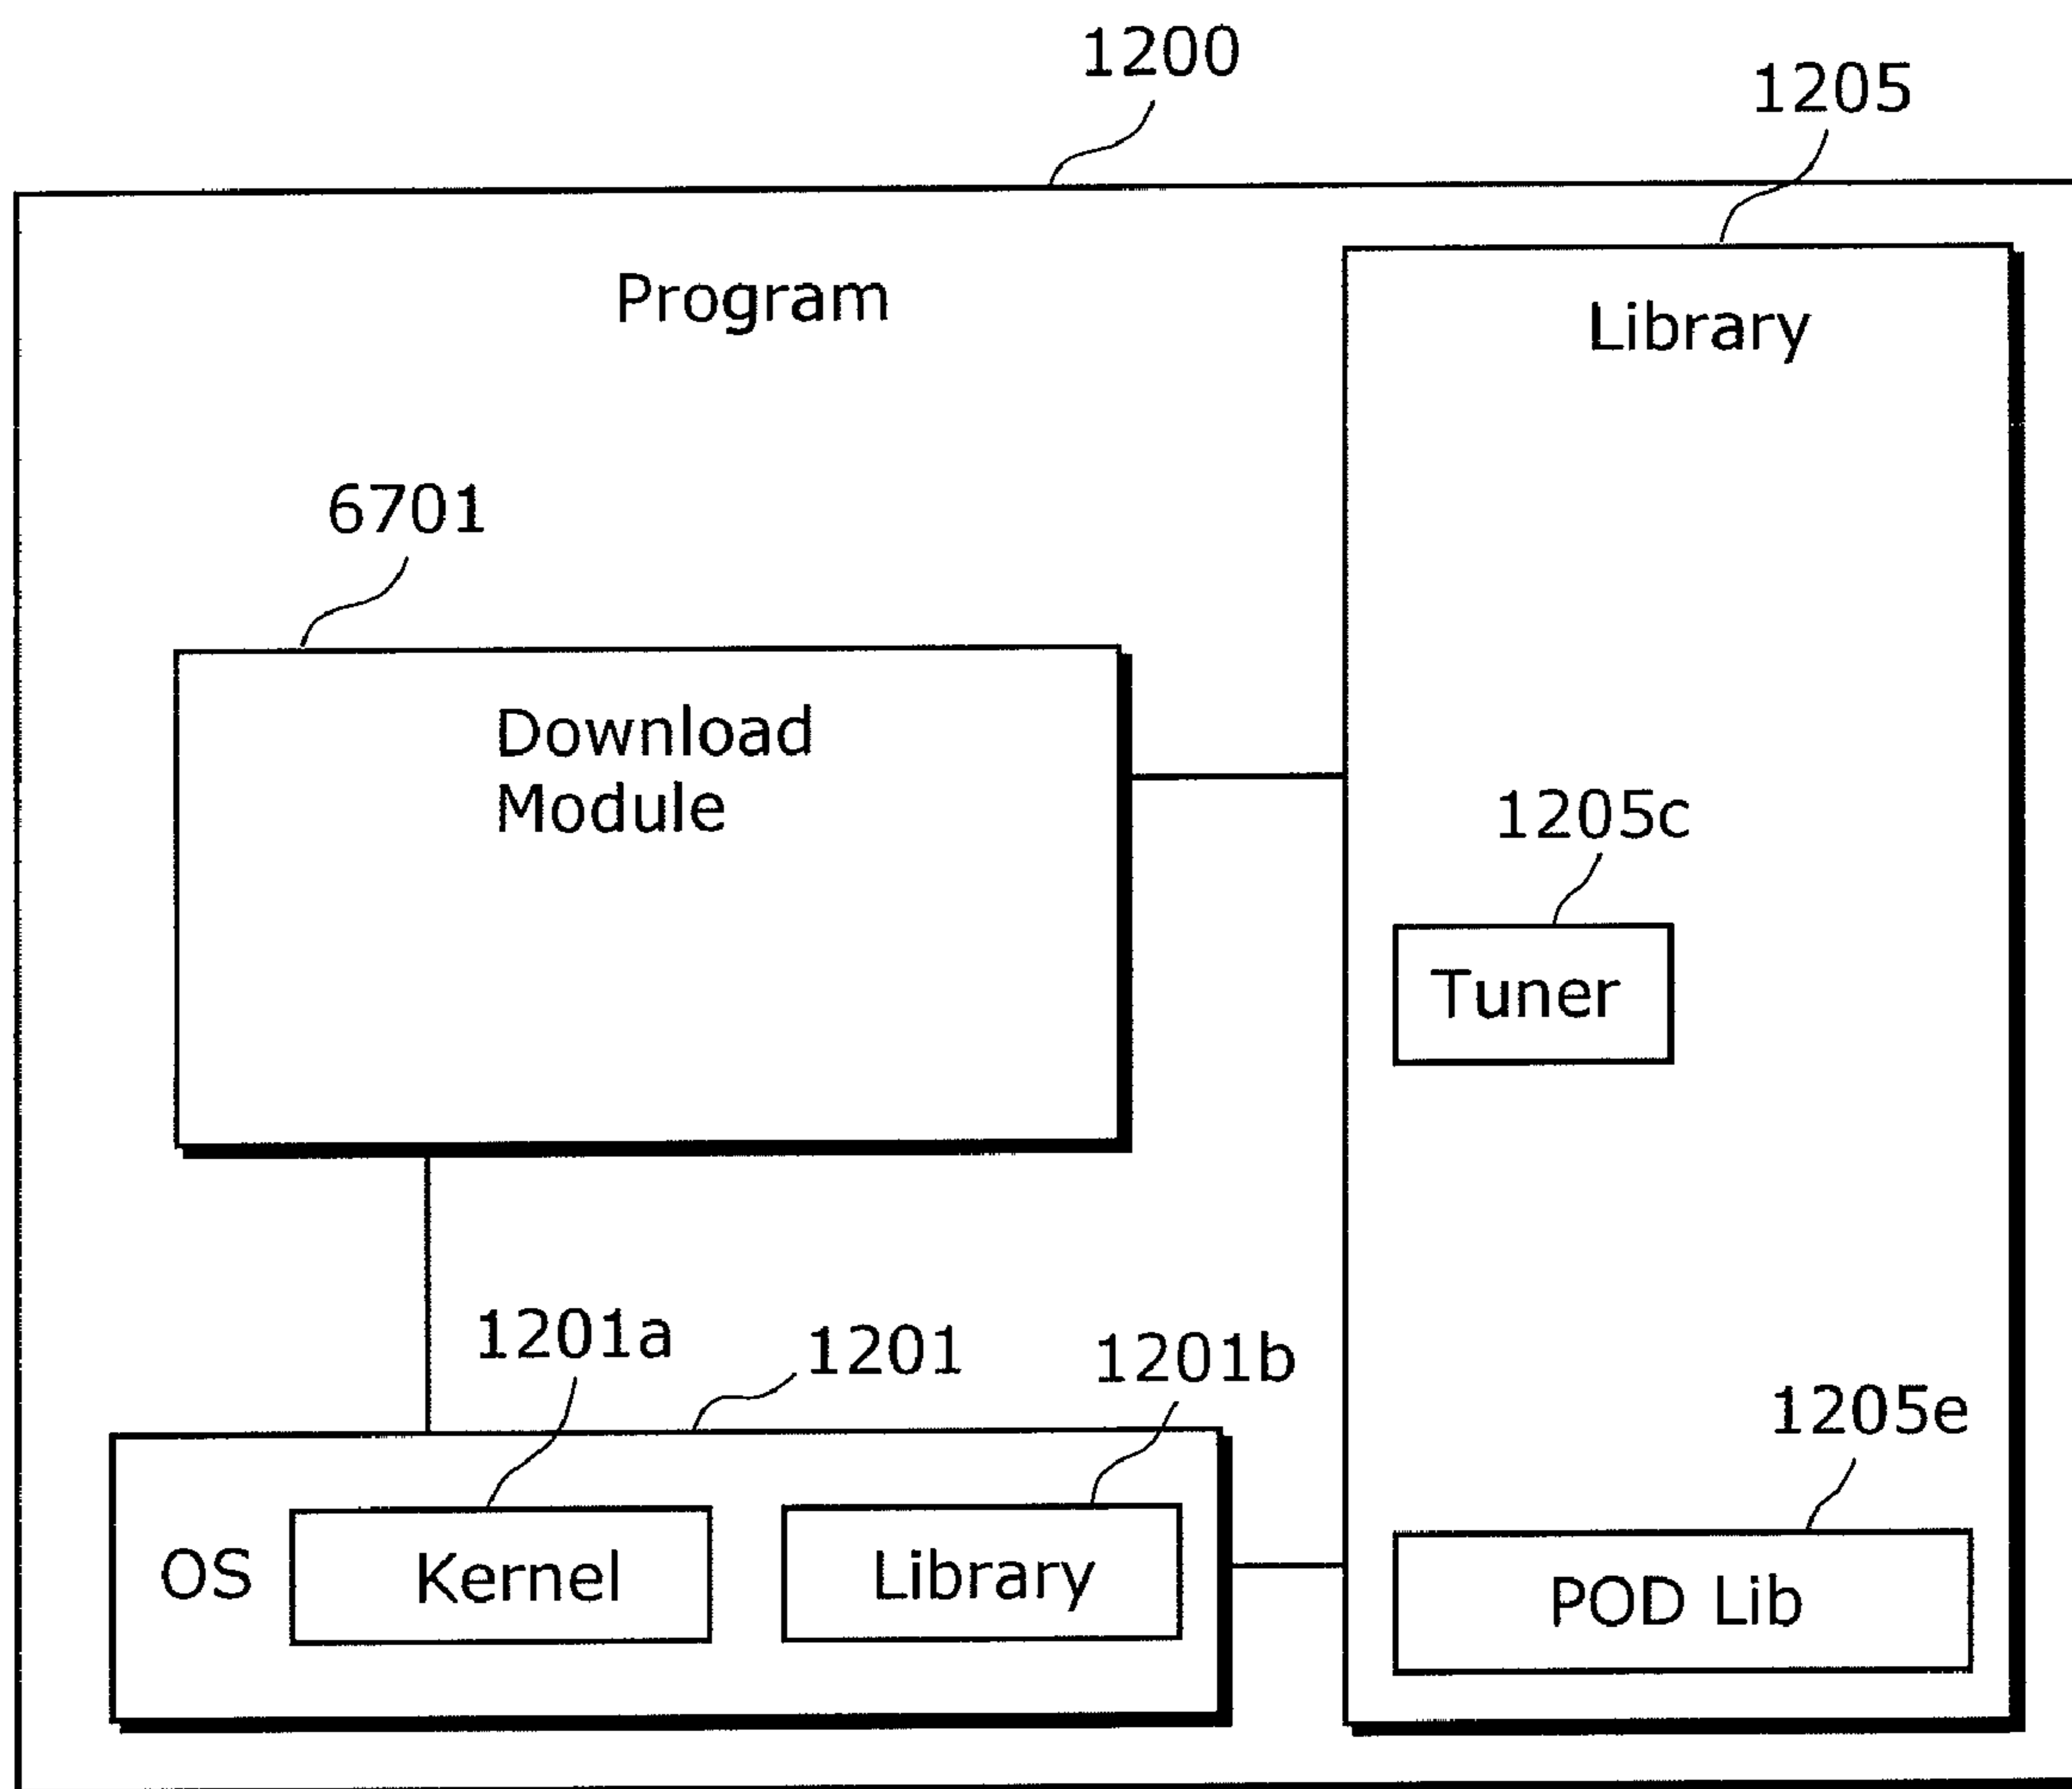 1200
1205
Program
Library
6701
Download
Module
1205c
Tuner
1201a
1201
1201b
1205e
OS
Kernel
Library
POD Lib